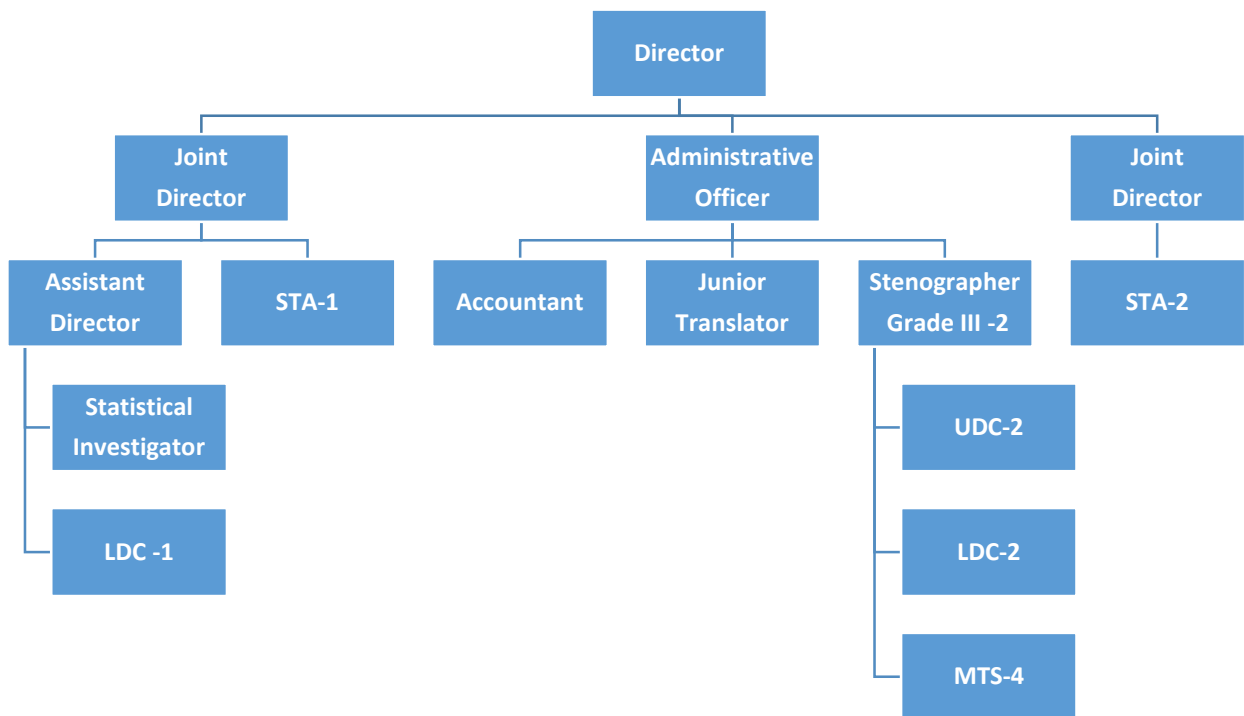 Director
Joint
Director
Administrative
Officer
Joint
Director
Assistant
Director
STA-1
Accountant
Junior
Translator
Stenographer
Grade III -2
STA-2
Statistical
Investigator
UDC-2
LDC -1
LDC-2
MTS-4